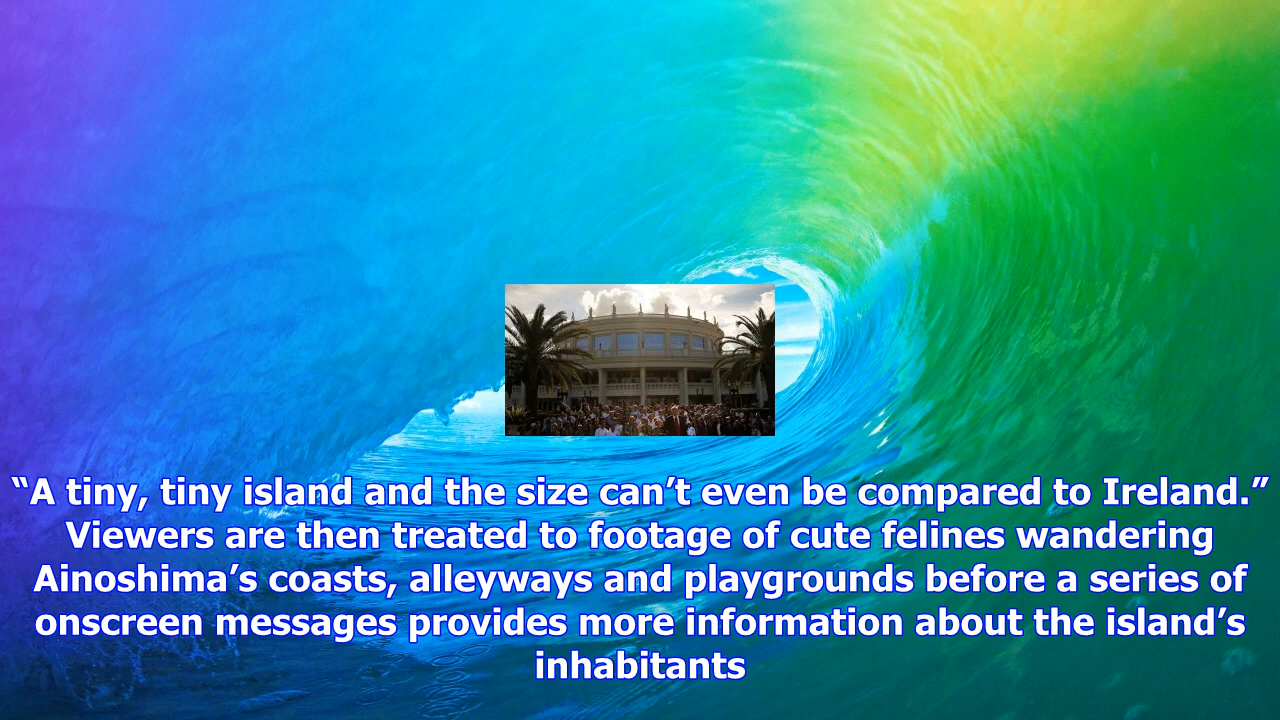 “A tiny, tiny island and the size can’t even be compared to Ireland.”
Viewers are then treated to footage of cute felines wandering
Ainoshima’s coasts, alleyways and playgrounds before a series of
onscreen messages provides more information about the island’s
inhabitants